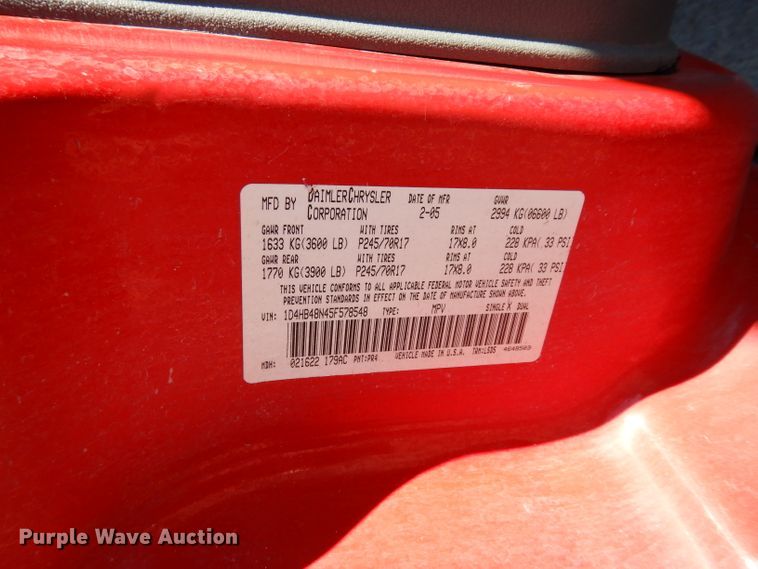 MFD BY DAIMLERCHRYSLER CORPORATION DATE OF MFR 2-05 GVWR 2994 KG(06600 LB)
GAWR FRONT WITH TIRES RIMS AT COLD
1633 KG(3600 LB) P245/70R17 17X8.0 228 KPA( 33 PSI
GAWR REAR WITH TIRES RIMS AT COLD
1770 KG(3900 LB) P245/70R17 17X8.0 228 KPA( 33 PSI
THIS VEHICLE CONFORMS TO ALL APPLICABLE FEDERAL MOTOR VEHICLE SAFETY AND THEFT
PREVENTION STANDARDS IN EFFECT ON THE DATE OF MANUFACTURE SHOWN ABOVE.
VIN: 1D4HB48N45F578548 TYPE: MPV SINGLE X DUAL
MDH: 021622 179AC PNT:PR4 VEHICLE MADE IN U.S.A. TRM:LSDS 4648503
Purple Wave Auction®